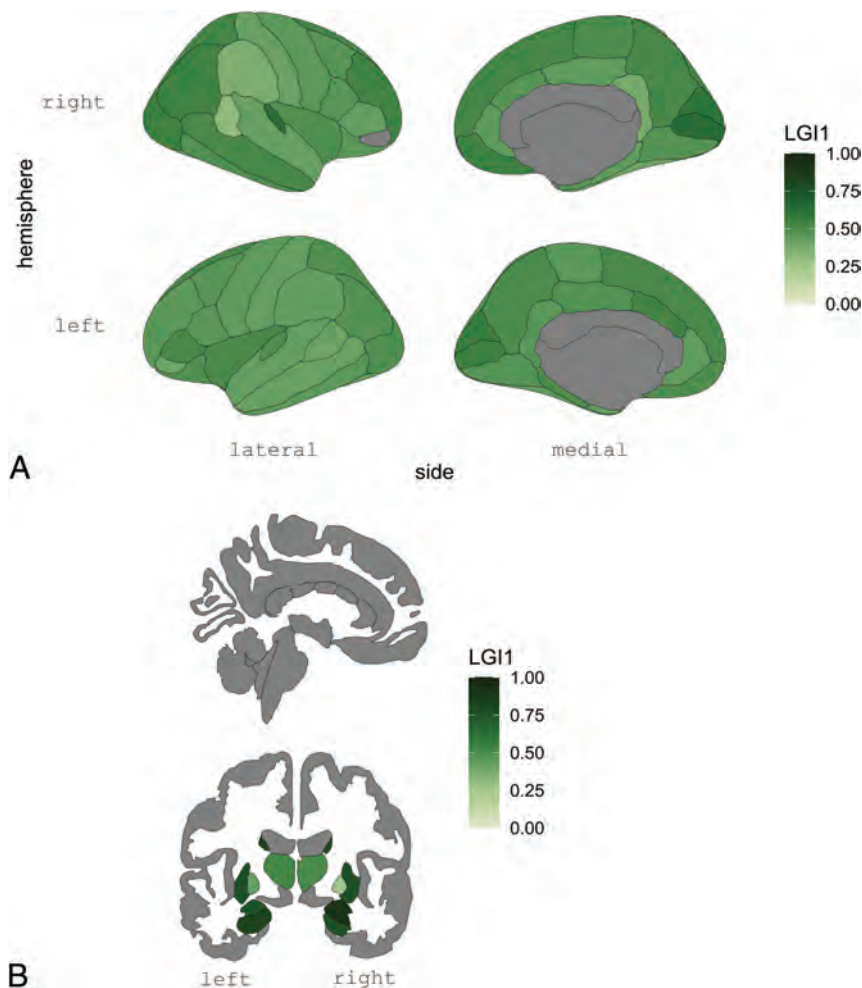 right
LGI1
1.00
0.75
0.50
0.25
0.00
hemisphere
left
lateral
medial
A
side
LGI1
1.00
0.75
0.50
0.25
0.00
B
left
right